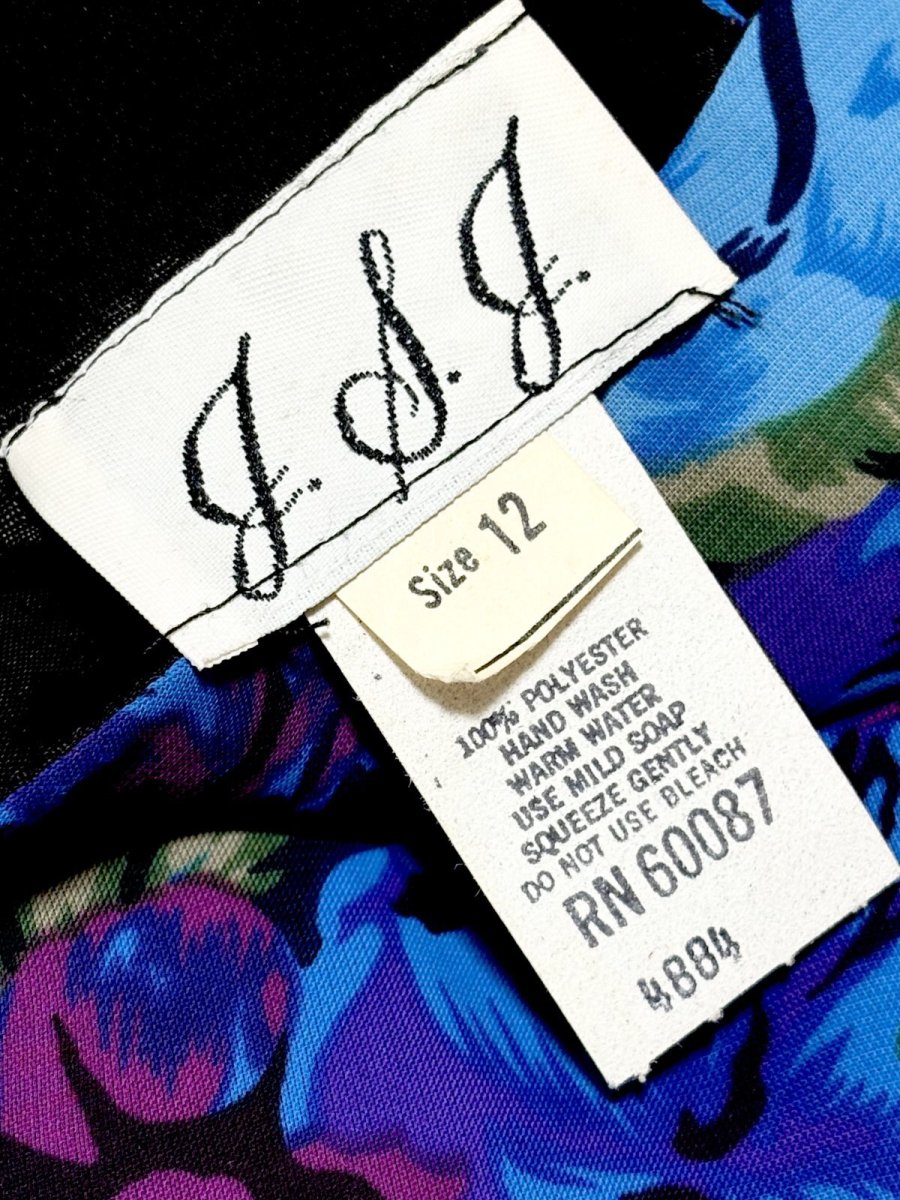 J. S. J.
Size 12
100% POLYESTER
HAND WASH
WARM WATER
USE MILD SOAP
SQUEEZE GENTLY
DO NOT USE BLEACH
RN 60087
4884